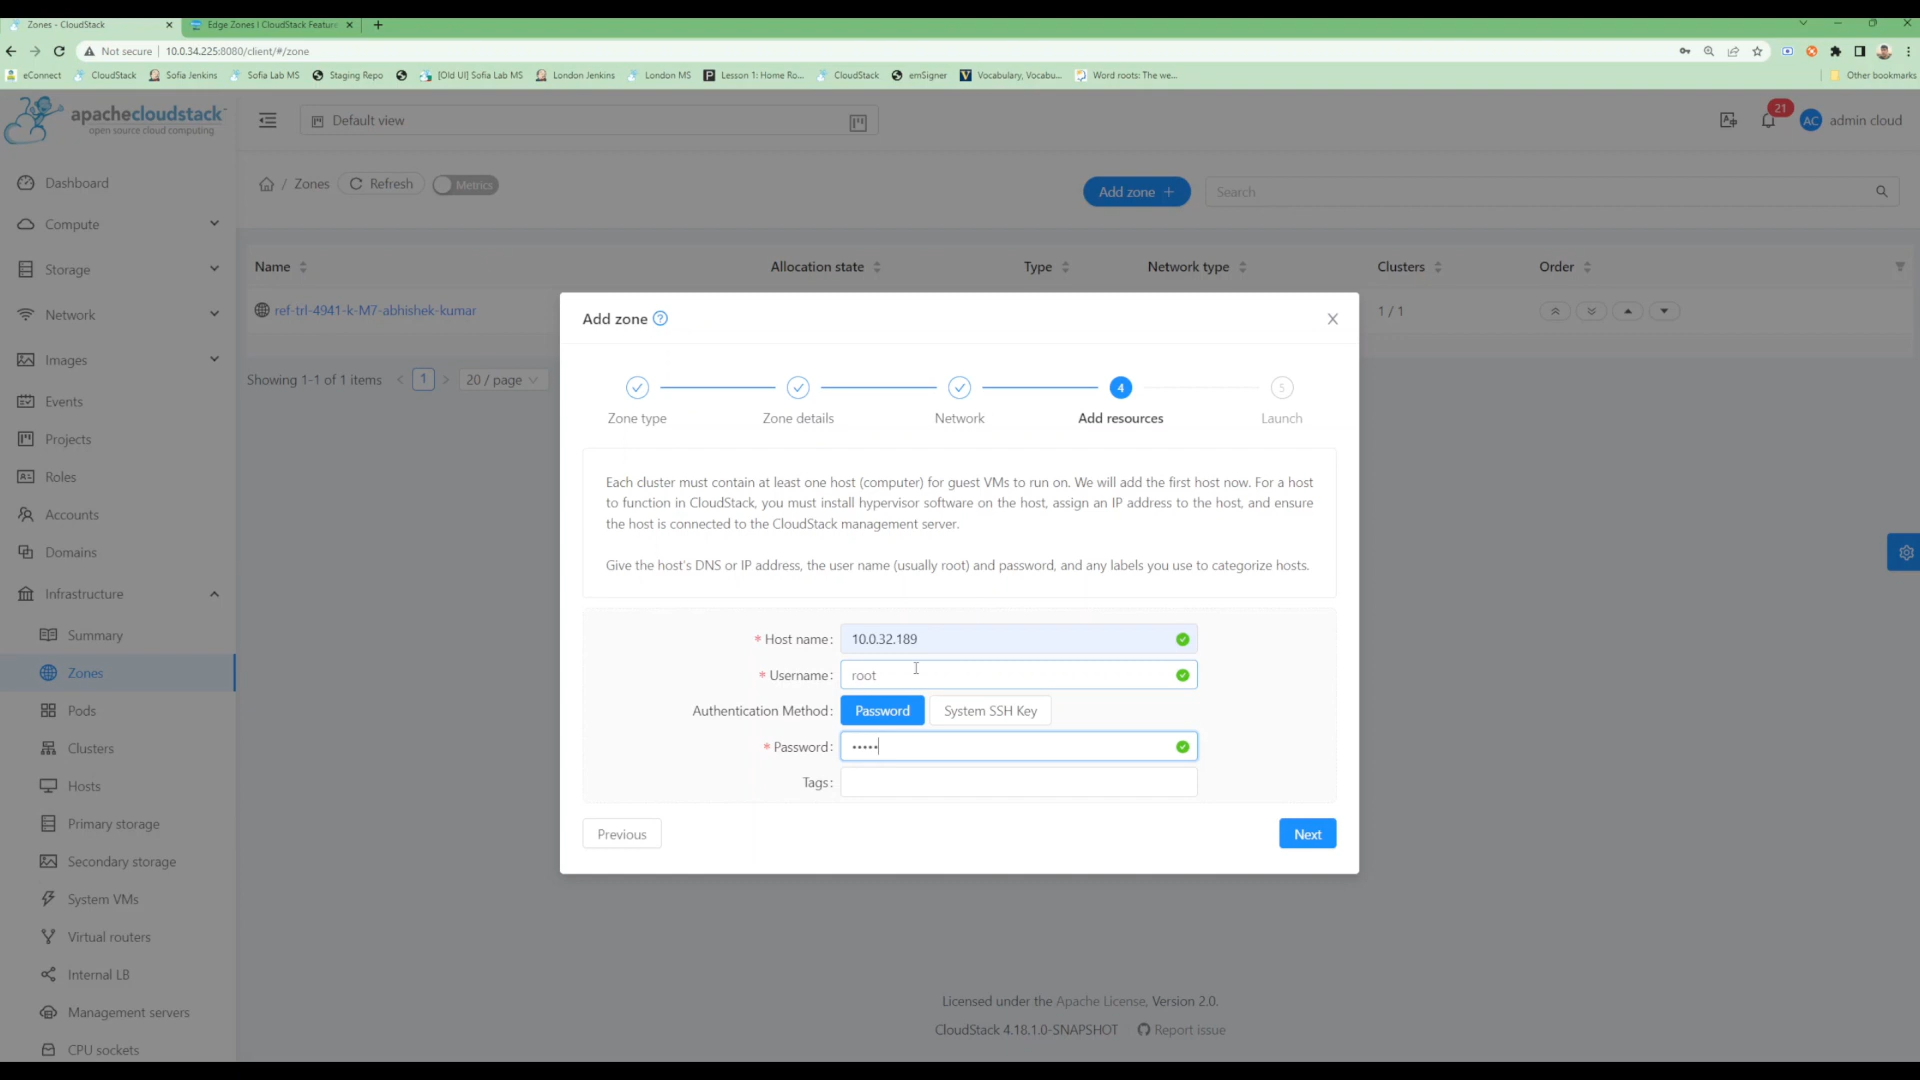 Zones - CloudStack
Edge Zones | CloudStack Feature
Not secure
10.0.34.225:8080/client/#/zone
eConnect
CloudStack
Sofia Jenkins
Sofia Lab MS
Staging Repo
[Old UI] Sofia Lab MS
London Jenkins
London MS
Lesson 1: Home Ro...
CloudStack
emSigner
Vocabulary, Vocabu...
Word roots: The we...
Other bookmarks
apachecloudstack
open source cloud computing
Default view
21
AC
admin cloud
Dashboard
Compute
Storage
Network
Images
Events
Projects
Roles
Accounts
Domains
Infrastructure
Summary
Zones
Pods
Clusters
Hosts
Primary storage
Secondary storage
System VMs
Virtual routers
Internal LB
Management servers
CPU sockets
/ Zones
Refresh
Metrics
Add zone +
Search
Name
Allocation state
Type
Network type
Clusters
Order
ref-trl-4941-k-M7-abhishek-kumar
1 / 1
Showing 1-1 of 1 items
< 1 >
20 / page
Add zone
Zone type
Zone details
Network
4
Add resources
5
Launch
Each cluster must contain at least one host (computer) for guest VMs to run on. We will add the first host now. For a host
to function in CloudStack, you must install hypervisor software on the host, assign an IP address to the host, and ensure
the host is connected to the CloudStack management server.
Give the host's DNS or IP address, the user name (usually root) and password, and any labels you use to categorize hosts.
* Host name: 10.0.32.189
* Username: root
Authentication Method: Password System SSH Key
* Password: •••••
Tags:
Previous
Next
Licensed under the Apache License, Version 2.0.
CloudStack 4.18.1.0-SNAPSHOT
Report issue